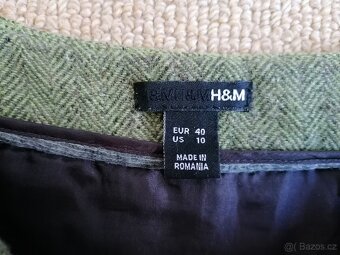 H&M
EUR 40
US 10
MADE IN
ROMANIA
Bazos.cz